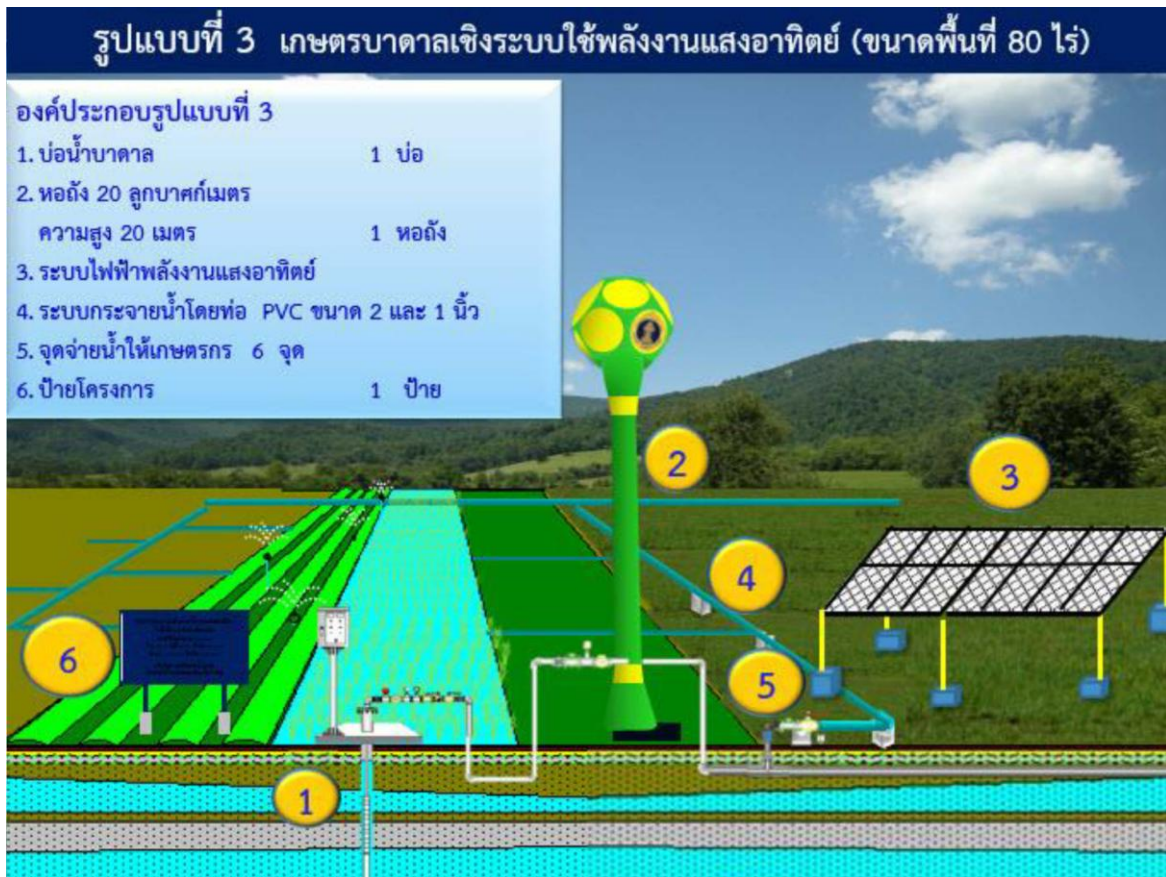 รูปแบบที่ 3 เกษตรบาดาลเชิงระบบใช้พลังงานแสงอาทิตย์ (ขนาดพื้นที่ 80 ไร่)
องค์ประกอบรูปแบบที่ 3
1. บ่อน้ำบาดาล 1 บ่อ
2. หอถัง 20 ลูกบาศก์เมตร
ความสูง 20 เมตร 1 หอถัง
3. ระบบไฟฟ้าพลังงานแสงอาทิตย์
4. ระบบกระจายน้ำโดยท่อ PVC ขนาด 2 และ 1 นิ้ว
5. จุดจ่ายน้ำให้เกษตรกร 6 จุด
6. ป้ายโครงการ 1 ป้าย
2
3
4
6
5
1